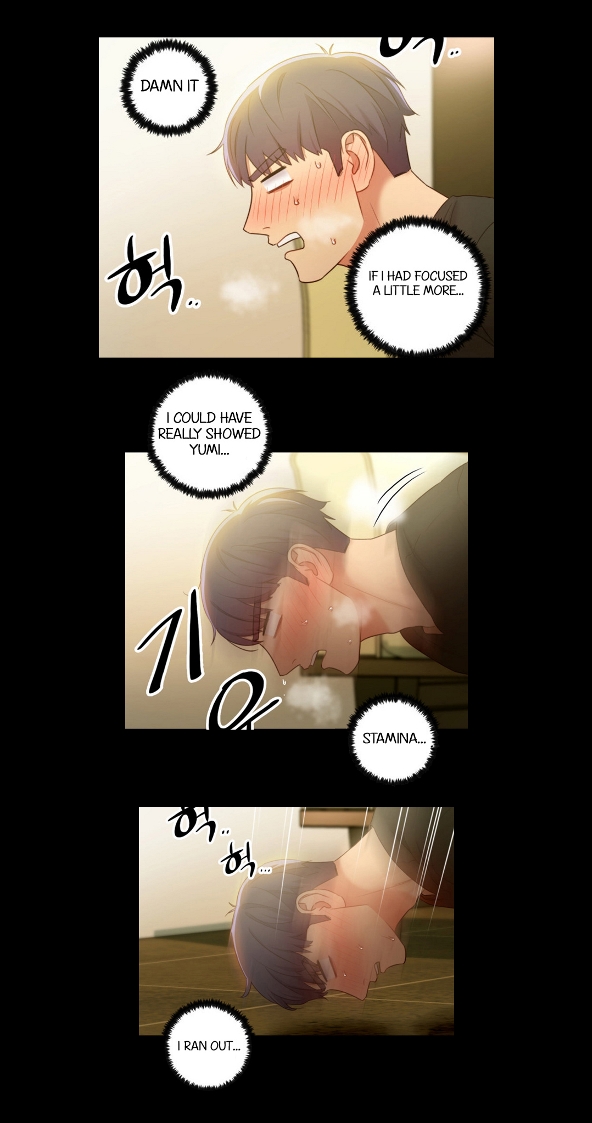 헉..
DAMN IT
IF I HAD FOCUSED
A LITTLE MORE...
헉..
I COULD HAVE
REALLY SHOWED
YUMI...
기
우
STAMINA...
헉..
헉...
I RAN OUT...